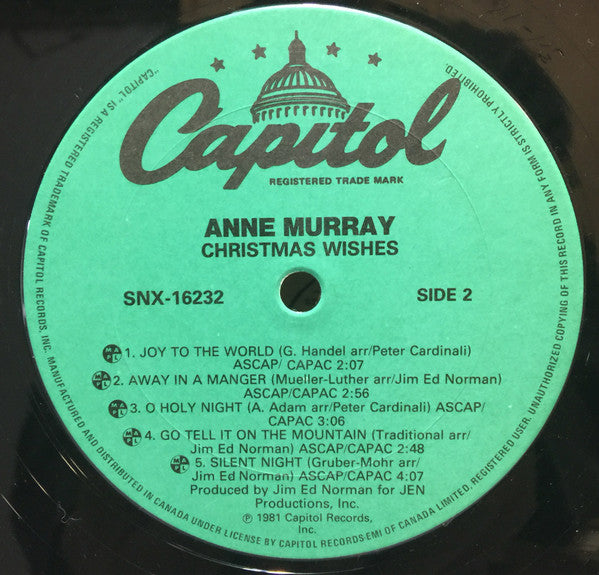 Capitol
REGISTERED TRADE MARK
ANNE MURRAY
CHRISTMAS WISHES
SNX-16232
SIDE 2
1. JOY TO THE WORLD (G. Handel arr/Peter Cardinali)
ASCAP/ CAPAC 2:07
2. AWAY IN A MANGER (Mueller-Luther arr/Jim Ed Norman)
ASCAP/CAPAC 2:56
3. O HOLY NIGHT (A. Adam arr/Peter Cardinali) ASCAP/
CAPAC 3:06
4. GO TELL IT ON THE MOUNTAIN (Traditional arr/
Jim Ed Norman) ASCAP/CAPAC 2:48
5. SILENT NIGHT (Gruber-Mohr arr/
Jim Ed Norman) ASCAP/CAPAC 4:07
Produced by Jim Ed Norman for JEN
Productions, Inc.
℗ 1981 Capitol Records,
Inc.
"CAPITOL" IS A REGISTERED TRADEMARK OF CAPITOL RECORDS, INC. MANUFACTURED AND DISTRIBUTED IN CANADA UNDER LICENSE BY CAPITOL RECORDS-EMI OF CANADA LIMITED, REGISTERED USER. UNAUTHORIZED COPYING OF THIS RECORD IN ANY FORM IS STRICTLY PROHIBITED.